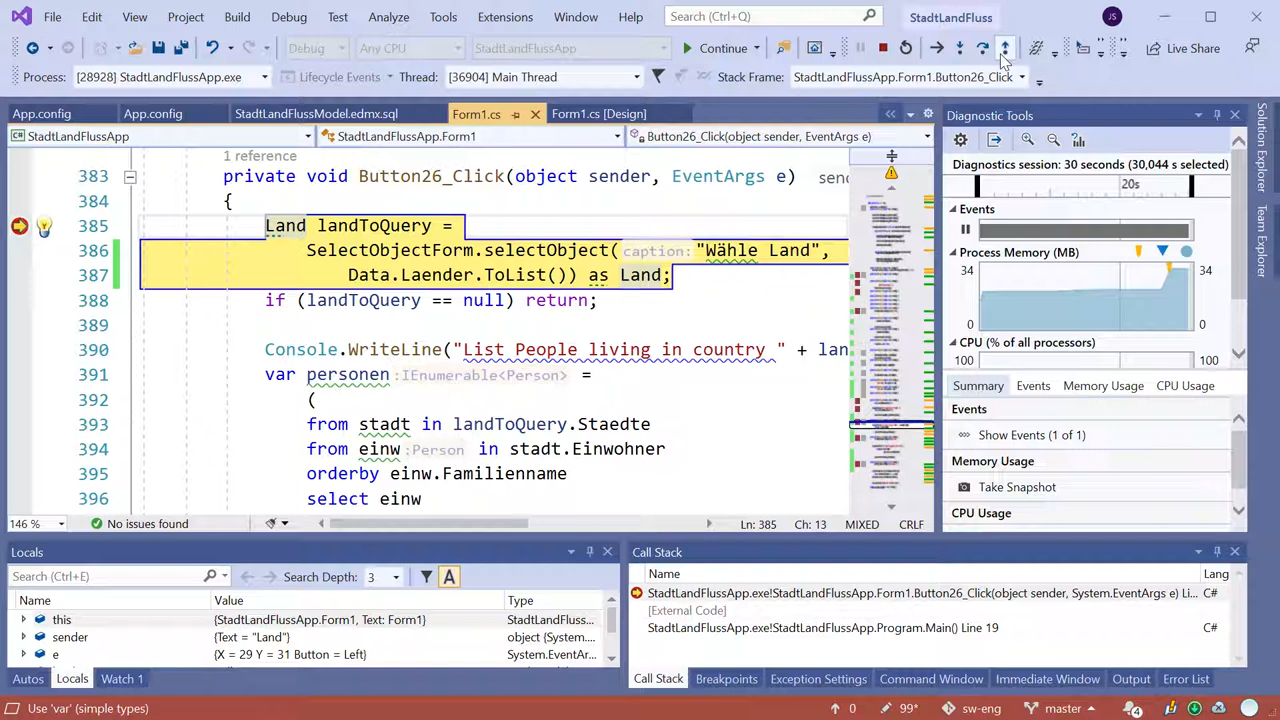 File Edit View Project Build Debug Test Analyze Tools Extensions Window Help Search (Ctrl+Q) StadtLandFluss JS
Debug Any CPU StadtLandFlussApp Continue Live Share
Process: [28928] StadtLandFlussApp.exe Lifecycle Events Thread: [36904] Main Thread Stack Frame: StadtLandFlussApp.Form1.Button26_Click
App.config App.config StadtLandFlussModel.edmx.sql Form1.cs Form1.cs [Design]
StadtLandFlussApp StadtLandFlussApp.Form1 Button26_Click(object sender, EventArgs e)
1 reference
383 private void Button26_Click(object sender, EventArgs e) send
384 {
385 Land landToQuery =
386 SelectObjectForm.selectObject(caption: "Wähle Land",
387 Data.Laender.ToList()) as Land;
388 if (landToQuery == null) return;
389
390 Console.WriteLine("List People living in country " + lan
391 var personen :IEnumerable<Person> =
392 (
393 from stadt in landToQuery.Staedte
394 from einw :Person in stadt.Einwohner
395 orderby einw.Familienname
396 select einw
146 % No issues found Ln: 385 Ch: 13 MIXED CRLF
Diagnostic Tools
Diagnostics session: 30 seconds (30,044 s selected)
20s
Events
Process Memory (MB)
34 34
0 0
CPU (% of all processors)
100 100
Summary Events Memory Usage CPU Usage
Events
Show Events (1 of 1)
Memory Usage
Take Snapshot
CPU Usage
Solution Explorer
Team Explorer
Locals
Search (Ctrl+E) Search Depth: 3 A
Name Value Type
this {StadtLandFlussApp.Form1, Text: Form1} StadtLandFluss...
sender {Text = "Land"} object {System....
e {X = 29 Y = 31 Button = Left} System.EventAr...
Autos Locals Watch 1
Call Stack
Name Lang
StadtLandFlussApp.exe!StadtLandFlussApp.Form1.Button26_Click(object sender, System.EventArgs e) Li... C#
[External Code]
StadtLandFlussApp.exe!StadtLandFlussApp.Program.Main() Line 19 C#
Call Stack Breakpoints Exception Settings Command Window Immediate Window Output Error List
Use 'var' (simple types) 0 99* sw-eng master 4